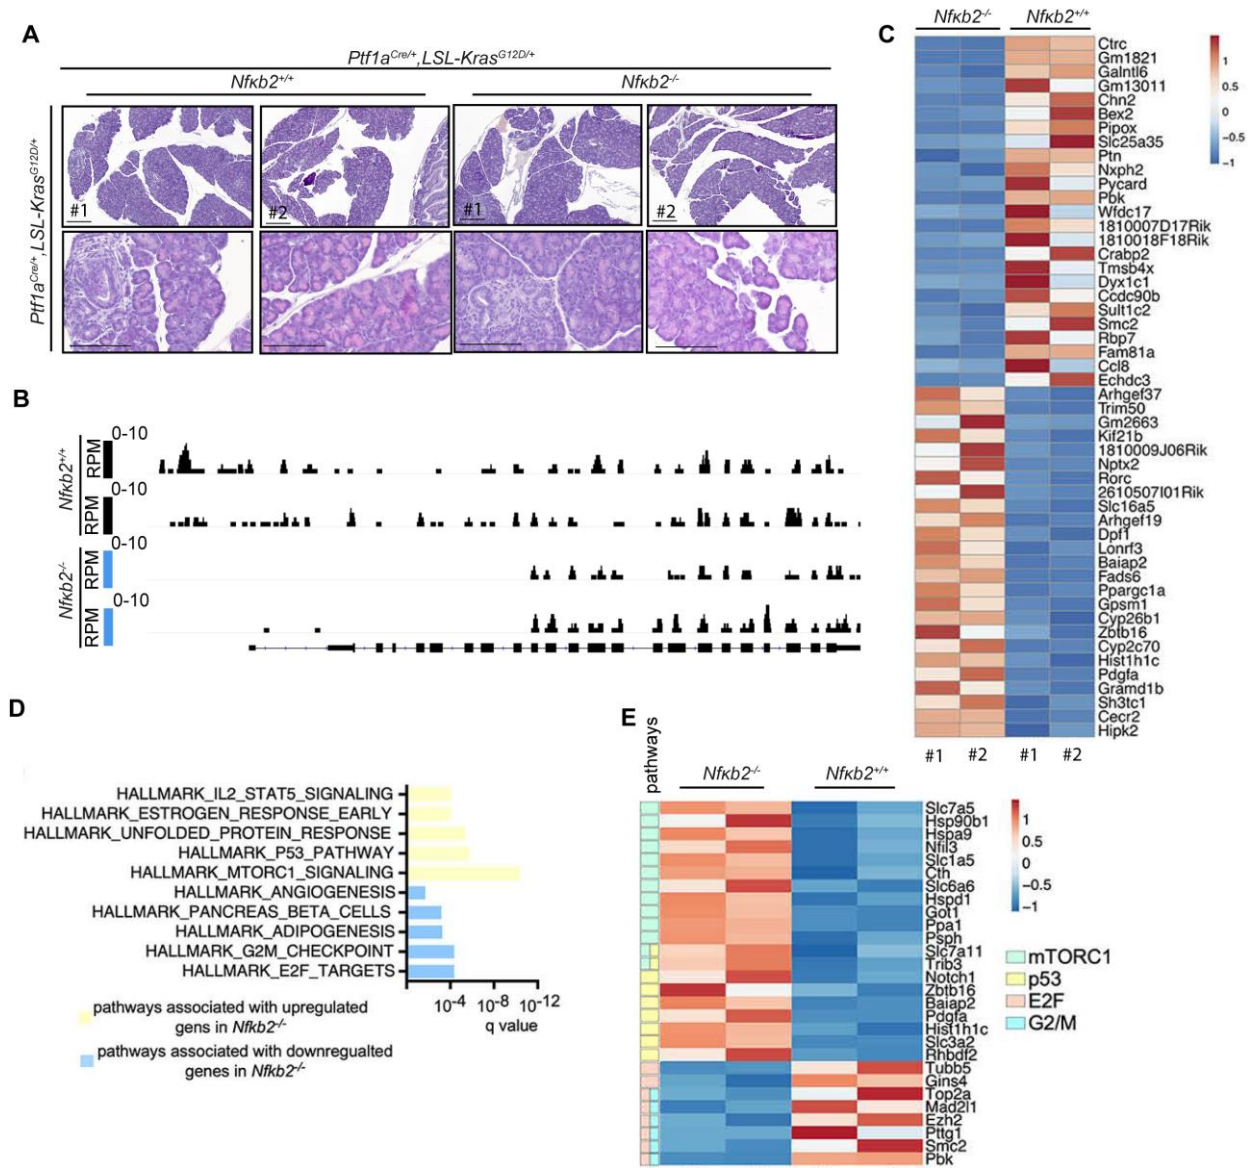 A
Ptf1aCre/+,LSL-KrasG12D/+
Nfκb2+/+
Nfκb2-/-
Ptf1aCre/+,LSL-KrasG12D/+
#1
#2
#1
#2
B
Nfκb2+/+
RPM
0-10
RPM
0-10
Nfκb2-/-
RPM
0-10
RPM
0-10
C
Nfκb2-/-
Nfκb2+/+
Ctrc
Gm1821
Galntl6
Gm13011
Chn2
Bex2
Pipox
Slc25a35
Ptn
Nxph2
Pycard
Pbk
Wfdc17
1810007D17Rik
1810018F18Rik
Crabp2
Tmsb4x
Dyx1c1
Ccdc90b
Sult1c2
Smc2
Rbp7
Fam81a
Ccl8
Echdc3
Arhgef37
Trim50
Gm2663
Kif21b
1810009J06Rik
Nptx2
Rorc
2610507I01Rik
Slc16a5
Arhgef19
Dpf1
Lonrf3
Baiap2
Fads6
Ppargc1a
Gpsm1
Cyp26b1
Zbtb16
Cyp2c70
Hist1h1c
Pdgfa
Gramd1b
Sh3tc1
Cecr2
Hipk2
#1
#2
#1
#2
1
0.5
0
-0.5
-1
D
HALLMARK_IL2_STAT5_SIGNALING
HALLMARK_ESTROGEN_RESPONSE_EARLY
HALLMARK_UNFOLDED_PROTEIN_RESPONSE
HALLMARK_P53_PATHWAY
HALLMARK_MTORC1_SIGNALING
HALLMARK_ANGIOGENESIS
HALLMARK_PANCREAS_BETA_CELLS
HALLMARK_ADIPOGENESIS
HALLMARK_G2M_CHECKPOINT
HALLMARK_E2F_TARGETS
10-4 10-8 10-12
q value
pathways associated with upregulated
gens in Nfκb2-/-
pathways associated with downregualted
genes in Nfκb2-/-
E
pathways
Nfκb2-/-
Nfκb2+/+
Slc7a5
Hsp90b1
Hspa9
Nfil3
Slc1a5
Cth
Slc6a6
Hspd1
Got1
Ppa1
Psph
Slc7a11
Trib3
Notch1
Zbtb16
Baiap2
Pdgfa
Hist1h1c
Slc3a2
Rhbdf2
Tubb5
Gins4
Top2a
Mad2l1
Ezh2
Pttg1
Smc2
Pbk
1
0.5
0
-0.5
-1
mTORC1
p53
E2F
G2/M